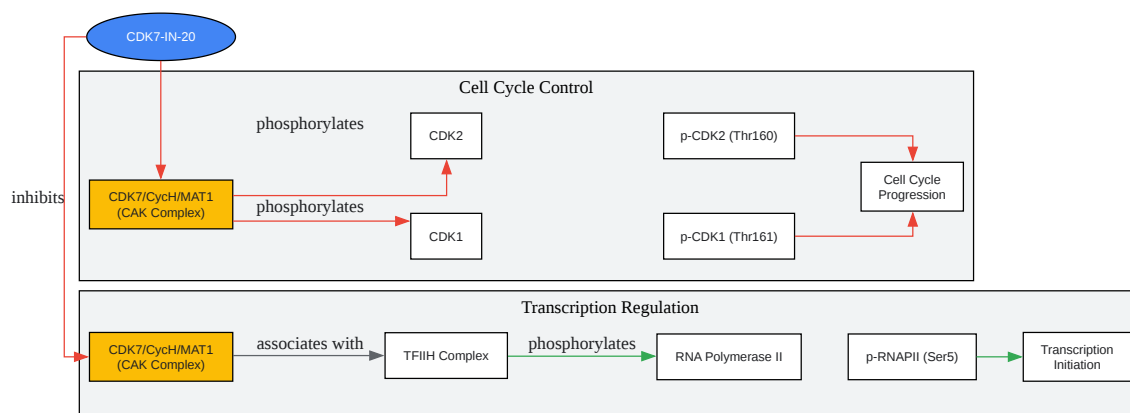 CDK7-IN-20
Cell Cycle Control
phosphorylates
CDK2
p-CDK2 (Thr160)
inhibits
CDK7/CycH/MAT1
(CAK Complex)
phosphorylates
Cell Cycle
Progression
CDK1
p-CDK1 (Thr161)
Transcription Regulation
CDK7/CycH/MAT1
(CAK Complex)
associates with
TFIIH Complex
phosphorylates
RNA Polymerase II
p-RNAPII (Ser5)
Transcription
Initiation